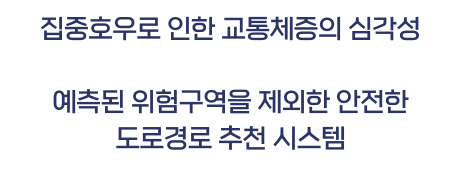 집중호우로 인한 교통체증의 심각성
예측된 위험구역을 제외한 안전한
도로경로 추천 시스템